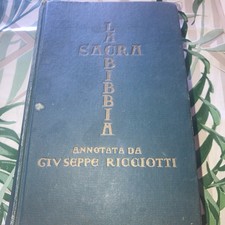 LA
SACRA
BIBBIA
ANNOTATA DA
GIVSEPPE RICCIOTTI